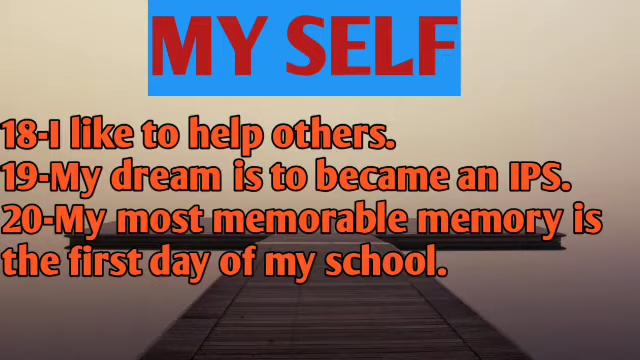 MY SELF
18-I like to help others.
19-My dream is to became an IPS.
20-My most memorable memory is
the first day of my school.